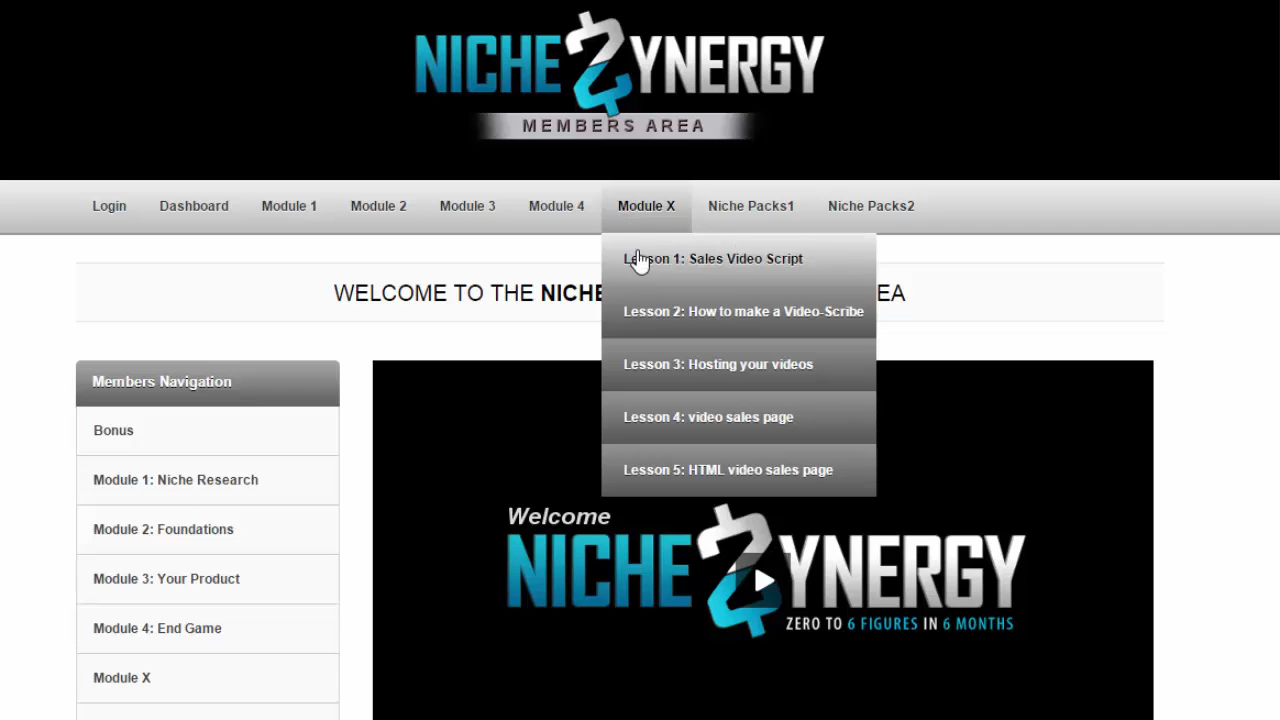 NICHE ZYNERGY
MEMBERS AREA
Login Dashboard Module 1 Module 2 Module 3 Module 4 Module X Niche Packs1 Niche Packs2
Lesson 1: Sales Video Script
WELCOME TO THE NICHE EA
Lesson 2: How to make a Video-Scribe
Lesson 3: Hosting your videos
Lesson 4: video sales page
Lesson 5: HTML video sales page
Members Navigation
Bonus
Module 1: Niche Research
Module 2: Foundations
Module 3: Your Product
Module 4: End Game
Module X
Welcome
NICHE ZYNERGY
ZERO TO 6 FIGURES IN 6 MONTHS